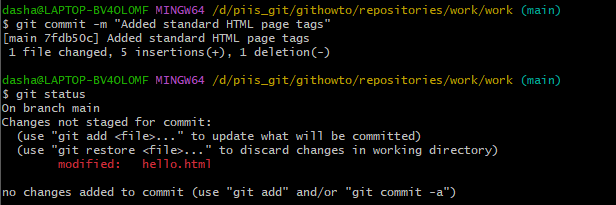 dasha@LAPTOP-BV4OLOMF MINGW64 /d/piis_git/githowto/repositories/work/work (main)
$ git commit -m "Added standard HTML page tags"
[main 7fdb50c] Added standard HTML page tags
 1 file changed, 5 insertions(+), 1 deletion(-)
dasha@LAPTOP-BV4OLOMF MINGW64 /d/piis_git/githowto/repositories/work/work (main)
$ git status
On branch main
Changes not staged for commit:
  (use "git add <file>..." to update what will be committed)
  (use "git restore <file>..." to discard changes in working directory)
        modified:   hello.html
no changes added to commit (use "git add" and/or "git commit -a")